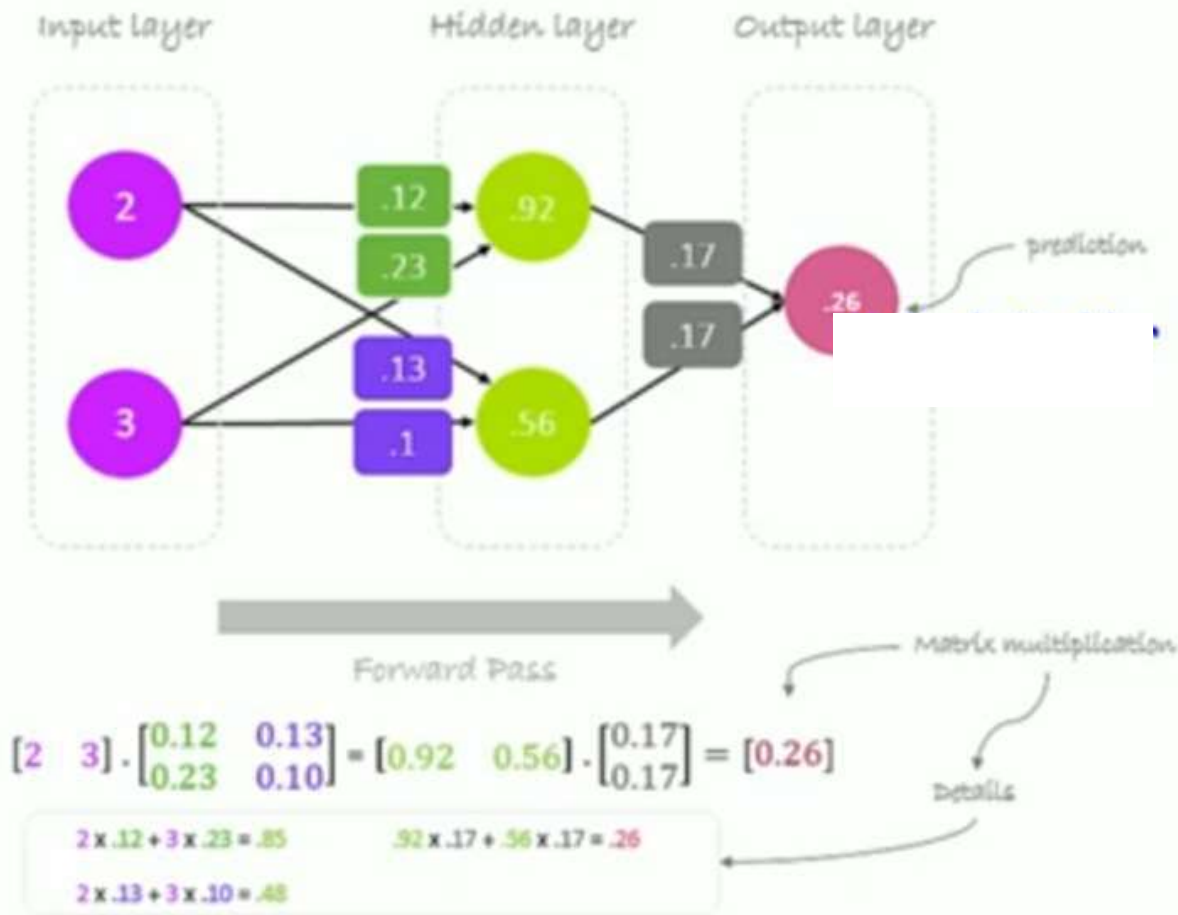 Input layer Hidden layer Output layer
2 .12 .92
.23
.17
prediction
.26
.17
.13
3 .1 .56
Forward Pass
Matrix multiplication
[2 3] . [0.12 0.13 = [0.92 0.56] . [0.17 = [0.26]
0.23 0.10] 0.17]
Details
2 x .12 + 3 x .23 = .85 .92 x .17 + .56 x .17 = .26
2 x .13 + 3 x .10 = .48